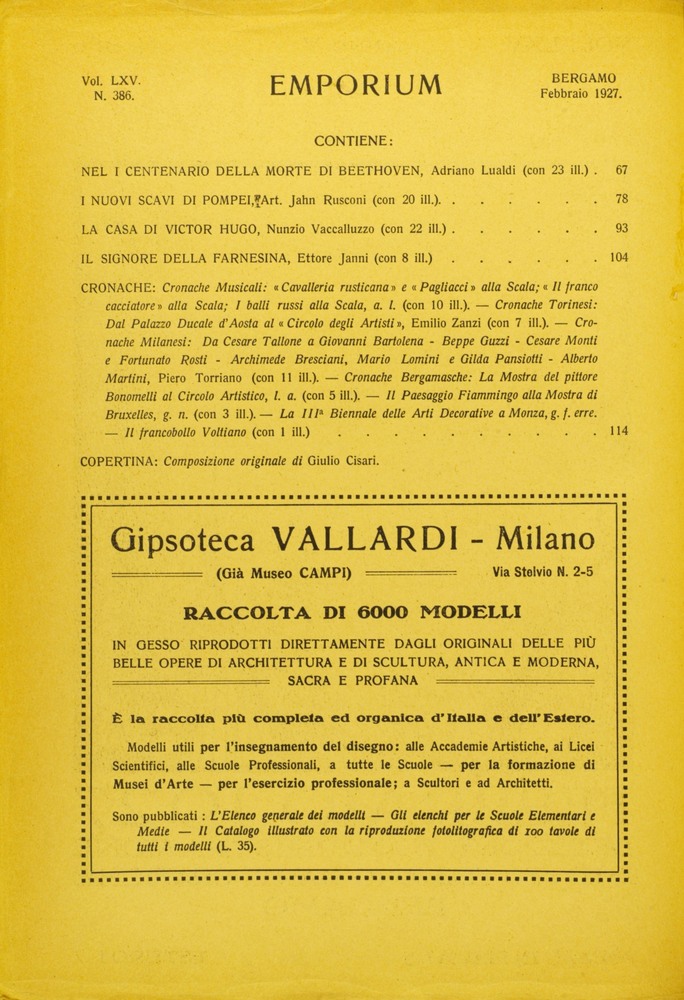 Vol. LXV.
N. 386.
EMPORIUM
BERGAMO
Febbraio 1927.
CONTIENE:
NEL I CENTENARIO DELLA MORTE DI BEETHOVEN, Adriano Lualdi (con 23 ill.) . 67
I NUOVI SCAVI DI POMPEI, Art. Jahn Rusconi (con 20 ill.). . . . . . . 78
LA CASA DI VICTOR HUGO, Nunzio Vaccalluzzo (con 22 ill.) . . . . . . 93
IL SIGNORE DELLA FARNESINA, Ettore Janni (con 8 ill.) . . . . . . 104
CRONACHE: Cronache Musicali: « Cavalleria rusticana » e « Pagliacci » alla Scala; « Il franco
cacciatore » alla Scala; I balli russi alla Scala, a. l. (con 10 ill.). — Cronache Torinesi:
Dal Palazzo Ducale d'Aosta al « Circolo degli Artisti », Emilio Zanzi (con 7 ill.). — Cro-
nache Milanesi: Da Cesare Tallone a Giovanni Bartolena - Beppe Guzzi - Cesare Monti
e Fortunato Rosti - Archimede Bresciani, Mario Lomini e Gilda Pansiotti - Alberto
Martini, Piero Torriano (con 11 ill.). — Cronache Bergamasche: La Mostra del pittore
Bonomelli al Circolo Artistico, l. a. (con 5 ill.). — Il Paesaggio Fiammingo alla Mostra di
Bruxelles, g. n. (con 3 ill.). — La IIIª Biennale delle Arti Decorative a Monza, g. f. erre.
— Il francobollo Voltiano (con 1 ill.) . . . . . . . . . . 114
COPERTINA: Composizione originale di Giulio Cisari.
Gipsoteca VALLARDI - Milano
(Già Museo CAMPI) Via Stelvio N. 2-5
RACCOLTA DI 6000 MODELLI
IN GESSO RIPRODOTTI DIRETTAMENTE DAGLI ORIGINALI DELLE PIÙ
BELLE OPERE DI ARCHITETTURA E DI SCULTURA, ANTICA E MODERNA,
SACRA E PROFANA
È la raccolta più completa ed organica d'Italia e dell'Estero.
Modelli utili per l'insegnamento del disegno: alle Accademie Artistiche, ai Licei
Scientifici, alle Scuole Professionali, a tutte le Scuole — per la formazione di
Musei d'Arte — per l'esercizio professionale; a Scultori e ad Architetti.
Sono pubblicati : L'Elenco generale dei modelli — Gli elenchi per le Scuole Elementari e
Medie — Il Catalogo illustrato con la riproduzione fotolitografica di 100 tavole di
tutti i modelli (L. 35).